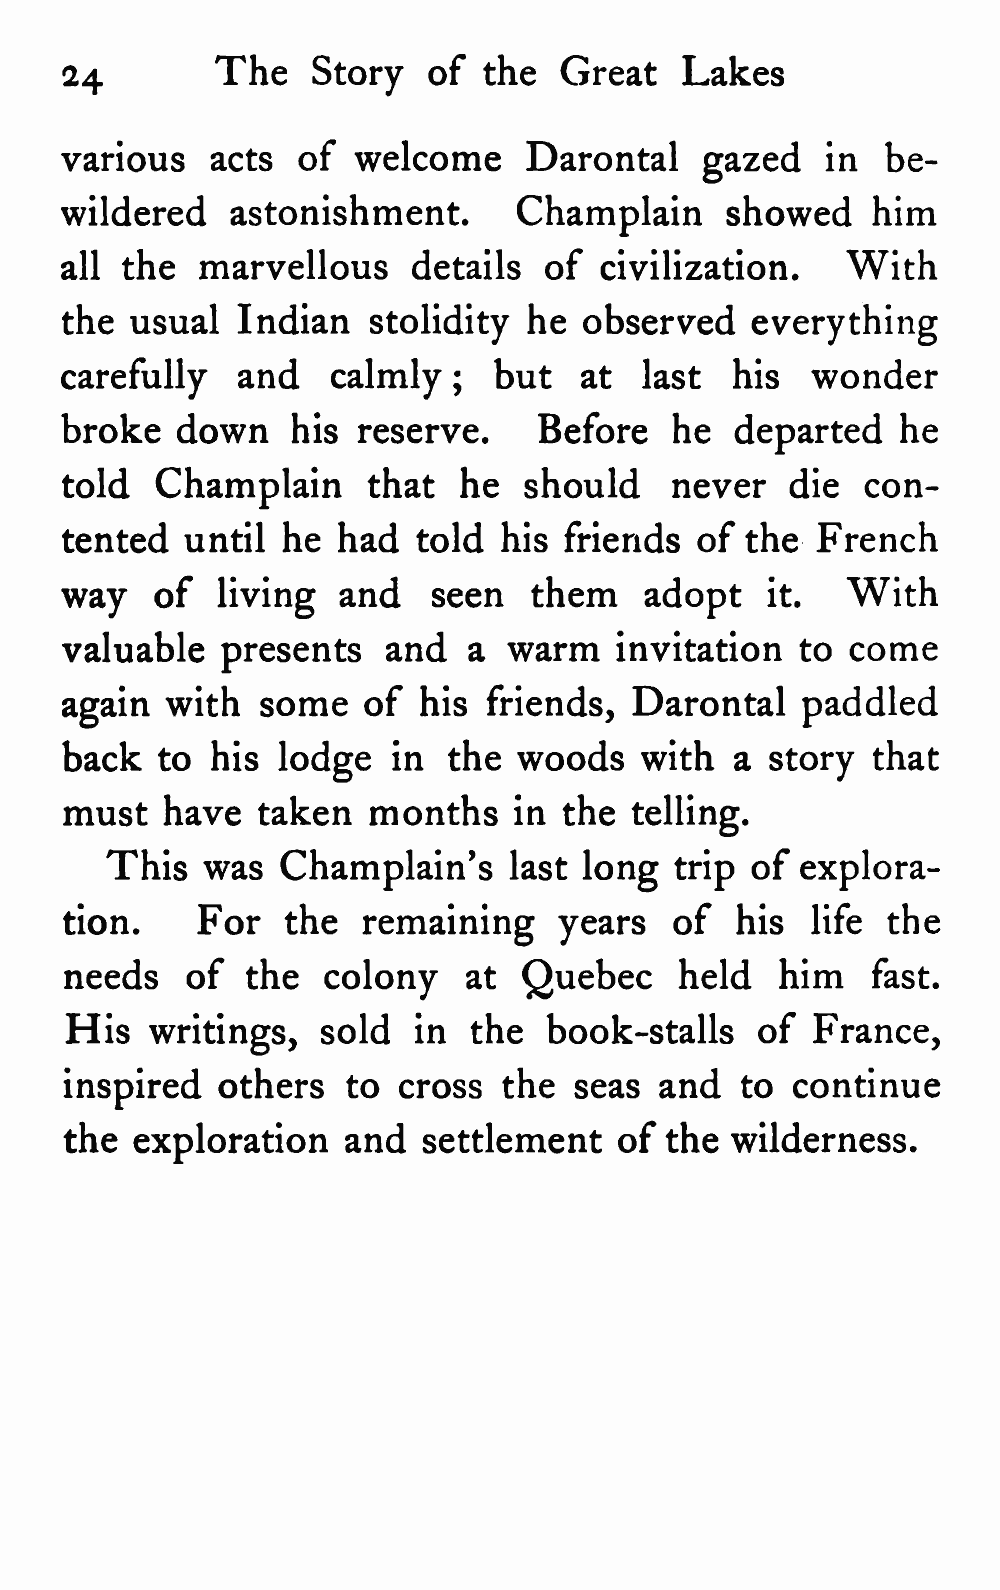 24 The Story of the Great Lakes
various acts of welcome Darontal gazed in be-
wildered astonishment. Champlain showed him
all the marvellous details of civilization. With
the usual Indian stolidity he observed everything
carefully and calmly ; but at last his wonder
broke down his reserve. Before he departed he
told Champlain that he should never die con-
tented until he had told his friends of the French
way of living and seen them adopt it. With
valuable presents and a warm invitation to come
again with some of his friends, Darontal paddled
back to his lodge in the woods with a story that
must have taken months in the telling.
This was Champlain's last long trip of explora-
tion. For the remaining years of his life the
needs of the colony at Quebec held him fast.
His writings, sold in the book-stalls of France,
inspired others to cross the seas and to continue
the exploration and settlement of the wilderness.